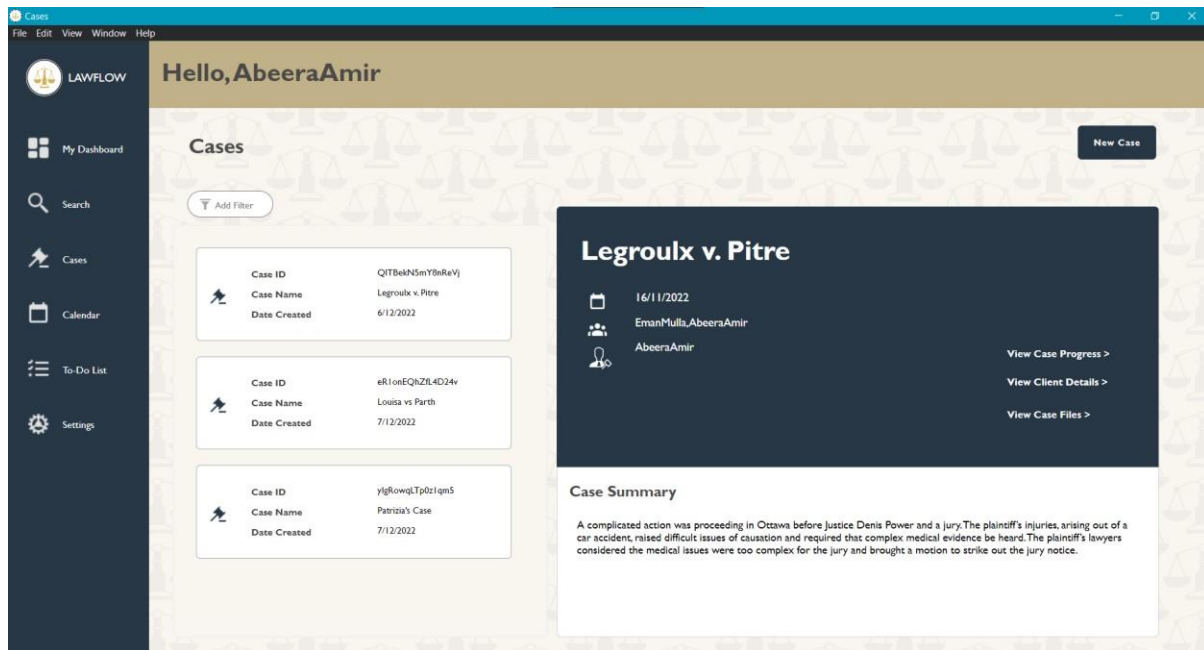 Cases
File Edit View Window Help
LAWFLOW
Hello, AbeeraAmir
My Dashboard
Search
Cases
Calendar
To-Do List
Settings
Cases
New Case
Add Filter
Case ID QITBekN5mY8nReVj
Case Name Legroulx v. Pitre
Date Created 6/12/2022
Case ID eR1onEQhZfL4D24v
Case Name Louisa vs Parth
Date Created 7/12/2022
Case ID yIgRowqLTp0z1qm5
Case Name Patrizia's Case
Date Created 7/12/2022
Legroulx v. Pitre
16/11/2022
EmanMulla,AbeeraAmir
AbeeraAmir
View Case Progress >
View Client Details >
View Case Files >
Case Summary
A complicated action was proceeding in Ottawa before Justice Denis Power and a jury. The plaintiff's injuries, arising out of a
car accident, raised difficult issues of causation and required that complex medical evidence be heard. The plaintiff's lawyers
considered the medical issues were too complex for the jury and brought a motion to strike out the jury notice.